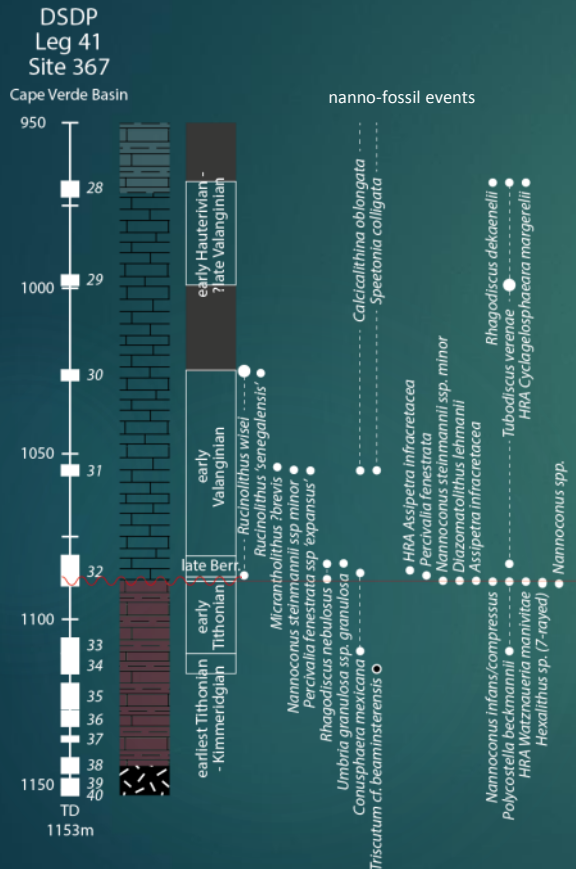 DSDP
Leg 41
Site 367
Cape Verde Basin
nanno-fossil events
950
1000
1050
1100
1150
TD
1153m
28
29
30
31
32
33
34
35
36
37
38
39
40
early Hauterivian -
?late Valanginian
early
Valanginian
late Berr.
early
Tithonian
earliest Tithonian
- Kimmeridgian
Rucinolithus wisei
Rucinolithus 'senegalensis'
Micrantholithus ?brevis
Nannoconus steinmannii ssp minor
Percivalia fenestrata ssp 'expansus'
Rhagodiscus nebulosus
Umbria granulosa ssp. granulosa
Conusphaera mexicana
Triscutum cf. beaminsterensis
Calcicalithina oblongata
Speetonia colligata
HRA Assipetra infracretacea
Percivalia fenestrata
Nannoconus steinmannii ssp. minor
Diazomatolithus lehmanii
Assipetra infracretacea
Rhagodiscus dekaenelii
Tubodiscus verenae
HRA Cyclagelosphaeara margerelii
Nannoconus infans/compressus
Polycostella beckmannii
HRA Watznaueria manivitae
Hexalithus sp. (7-rayed)
Nannoconus spp.